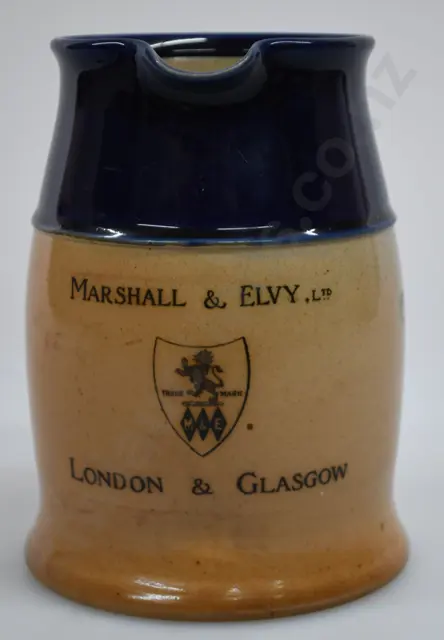 MARSHALL & ELVY, LTD
TRADE MARK
M & E
LONDON & GLASGOW